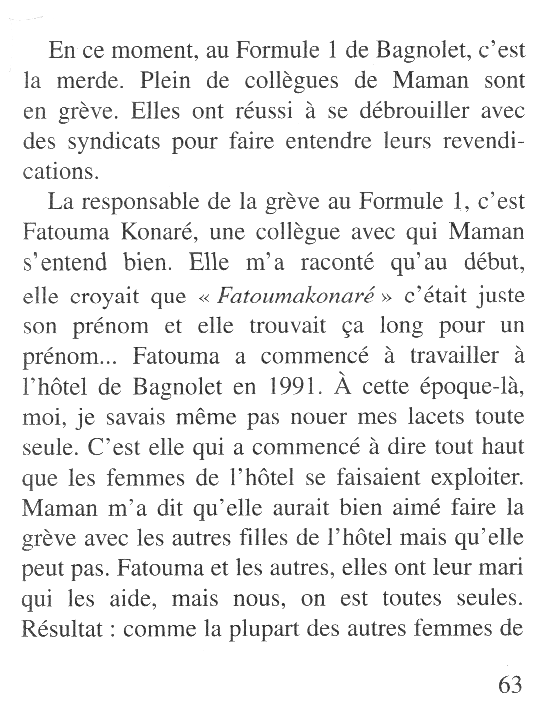 En ce moment, au Formule 1 de Bagnolet, c’est
la merde. Plein de collègues de Maman sont
en grève. Elles ont réussi à se débrouiller avec
des syndicats pour faire entendre leurs revendi-
cations.
La responsable de la grève au Formule 1, c’est
Fatouma Konaré, une collègue avec qui Maman
s’entend bien. Elle m’a raconté qu’au début,
elle croyait que « Fatoumakonaré » c’était juste
son prénom et elle trouvait ça long pour un
prénom... Fatouma a commencé à travailler à
l’hôtel de Bagnolet en 1991. À cette époque-là,
moi, je savais même pas nouer mes lacets toute
seule. C’est elle qui a commencé à dire tout haut
que les femmes de l’hôtel se faisaient exploiter.
Maman m’a dit qu’elle aurait bien aimé faire la
grève avec les autres filles de l’hôtel mais qu’elle
peut pas. Fatouma et les autres, elles ont leur mari
qui les aide, mais nous, on est toutes seules.
Résultat : comme la plupart des autres femmes de
63